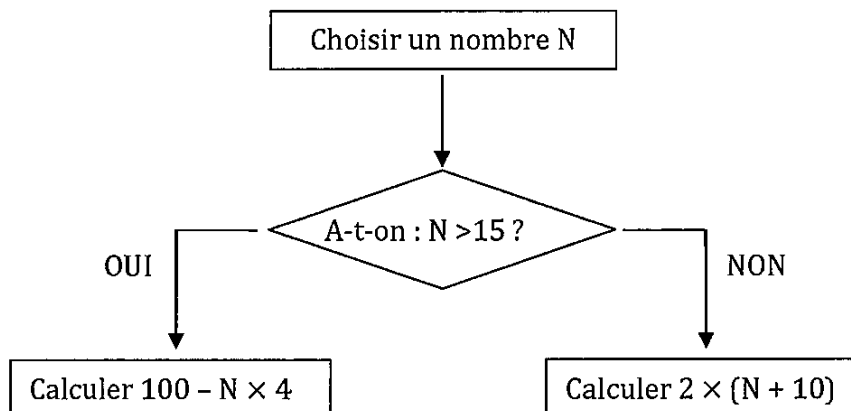 Choisir un nombre N
A-t-on : N >15 ?
OUI
NON
Calculer 100 – N × 4
Calculer 2 × (N + 10)